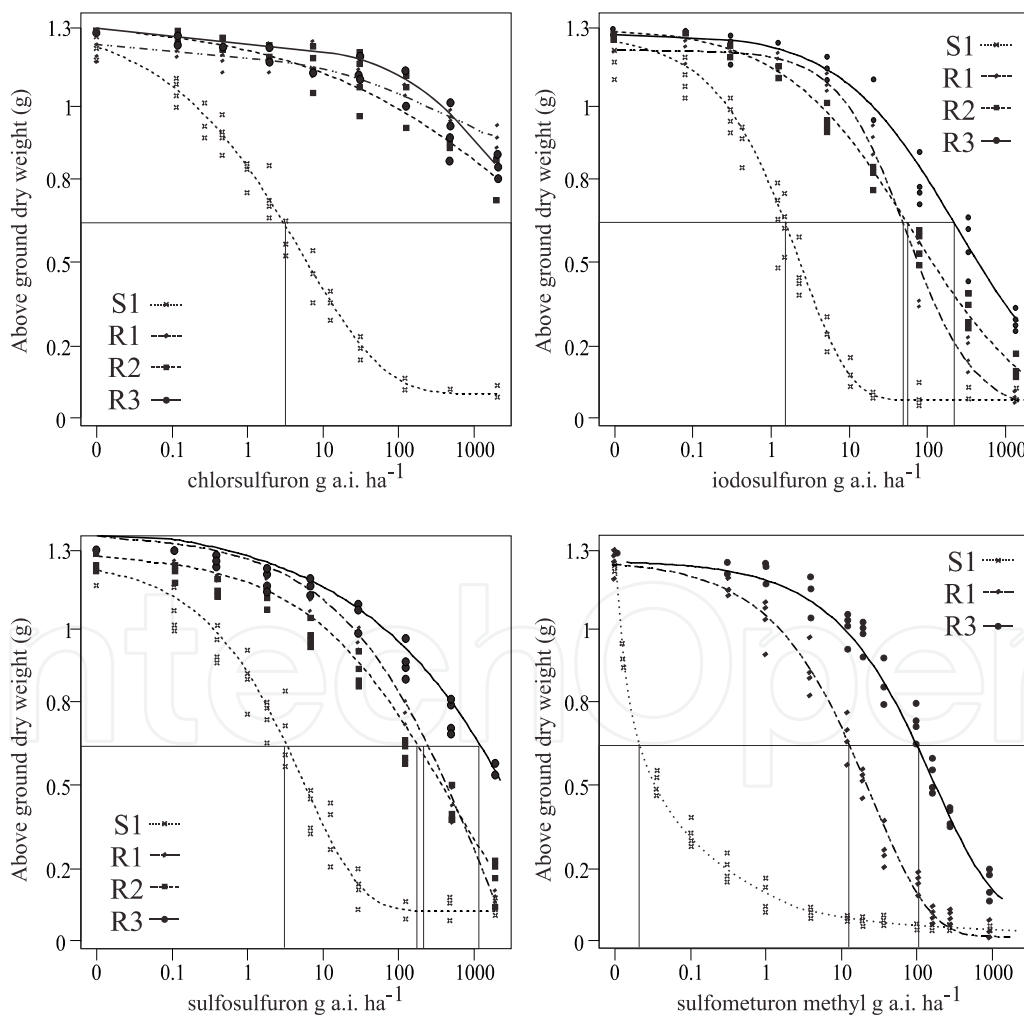 Above ground dry weight (g)
1.3
1
0.8
0.5
0.2
0
S1
R1
R2
R3
0 0.1 1 10 100 1000
chlorsulfuron g a.i. ha-1
Above ground dry weight (g)
1.3
1
0.8
0.5
0.2
0
S1
R1
R2
R3
0 0.1 1 10 100 1000
iodosulfuron g a.i. ha-1
Above ground dry weight (g)
1.3
1
0.8
0.5
0.2
0
S1
R1
R2
R3
0 0.1 1 10 100 1000
sulfosulfuron g a.i. ha-1
Above ground dry weight (g)
1.3
1
0.8
0.5
0.2
0
S1
R1
R3
0 0.1 1 10 100 1000
sulfometuron methyl g a.i. ha-1